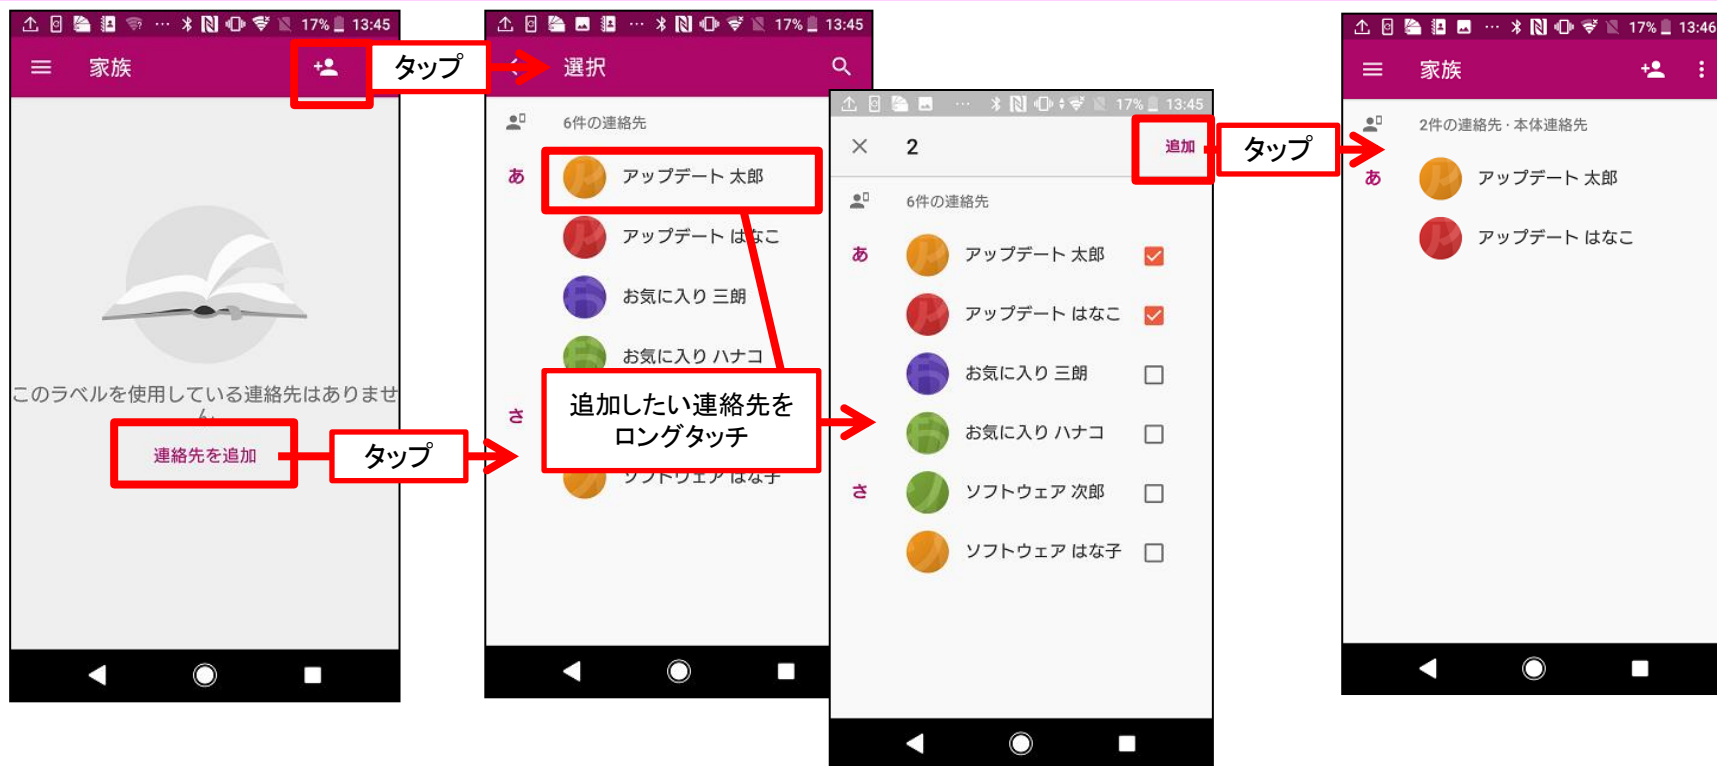 17% 13:45
家族
このラベルを使用している連絡先はありませ
ん
連絡先を追加
タップ
タップ
17% 13:45
選択
6件の連絡先
あ
アップデート 太郎
アップデート はなこ
お気に入り 三朗
お気に入り ハナコ
さ
ソフトウェア はな子
追加したい連絡先を
ロングタッチ
17% 13:45
2
追加
6件の連絡先
あ
アップデート 太郎
アップデート はなこ
お気に入り 三朗
お気に入り ハナコ
さ
ソフトウェア 次郎
ソフトウェア はな子
タップ
17% 13:46
家族
2件の連絡先・本体連絡先
あ
アップデート 太郎
アップデート はなこ